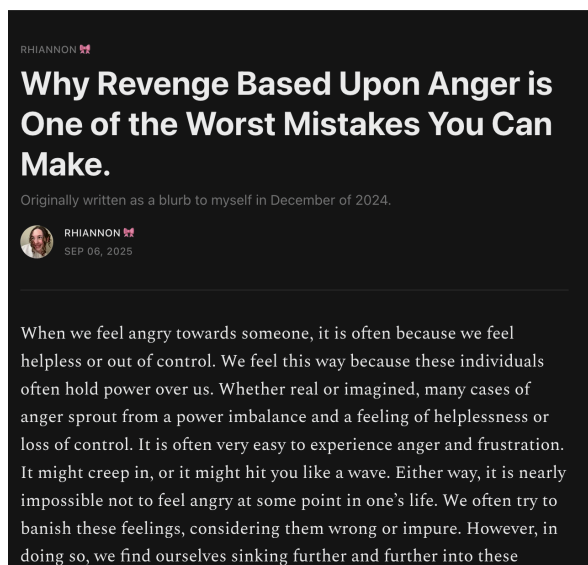 RHIANNON 🎀
Why Revenge Based Upon Anger is
One of the Worst Mistakes You Can
Make.
Originally written as a blurb to myself in December of 2024.
RHIANNON 🎀
SEP 06, 2025
When we feel angry towards someone, it is often because we feel
helpless or out of control. We feel this way because these individuals
often hold power over us. Whether real or imagined, many cases of
anger sprout from a power imbalance and a feeling of helplessness or
loss of control. It is often very easy to experience anger and frustration.
It might creep in, or it might hit you like a wave. Either way, it is nearly
impossible not to feel angry at some point in one’s life. We often try to
banish these feelings, considering them wrong or impure. However, in
doing so, we find ourselves sinking further and further into these